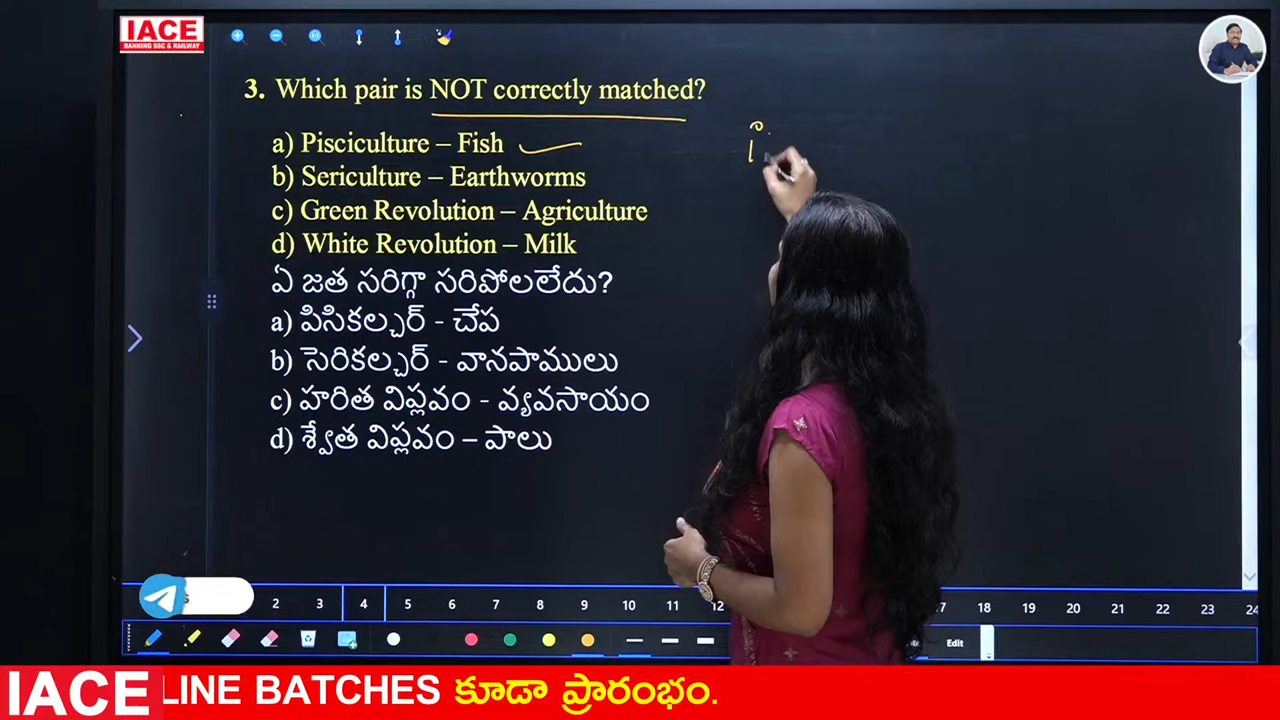 IACE
BANKING SSC & RAILWAY
3. Which pair is NOT correctly matched?
a) Pisciculture – Fish
b) Sericulture – Earthworms
c) Green Revolution – Agriculture
d) White Revolution – Milk
ఏ జత సరిగ్గా సరిపోలలేదు?
a) పిసికల్చర్ - చేప
b) సెరికల్చర్ - వానపాములు
c) హరిత విప్లవం - వ్యవసాయం
d) శ్వేత విప్లవం – పాలు
s 2 3 4 5 6 7 8 9 10 11 12 17 18 19 20 21 22 23 24
Edit
IACE LINE BATCHES కూడా ప్రారంభం.